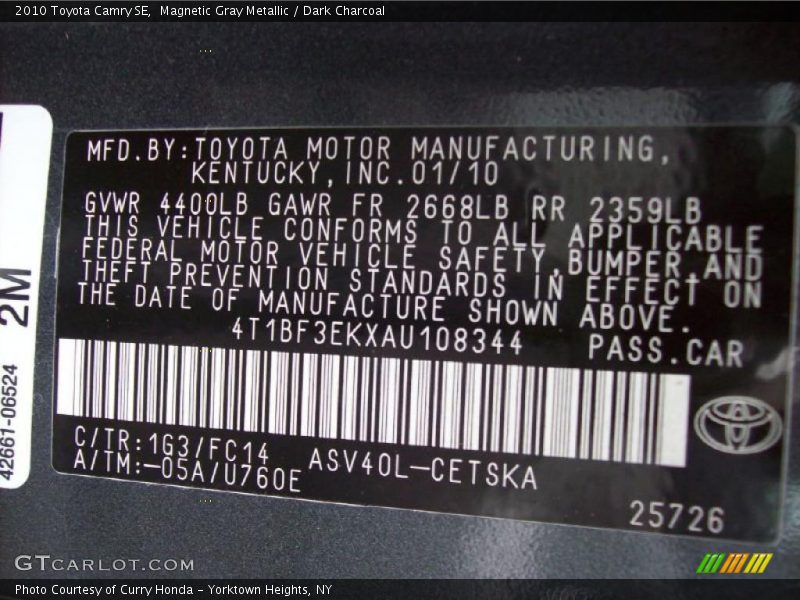 2010 Toyota Camry SE, Magnetic Gray Metallic / Dark Charcoal
MFD.BY:TOYOTA MOTOR MANUFACTURING,
KENTUCKY,INC.01/10
GVWR 4400LB GAWR FR 2668LB RR 2359LB
THIS VEHICLE CONFORMS TO ALL APPLICABLE
FEDERAL MOTOR VEHICLE SAFETY,BUMPER,AND
THEFT PREVENTION STANDARDS IN EFFECT ON
THE DATE OF MANUFACTURE SHOWN ABOVE.
4T1BF3EKXAU108344 PASS.CAR
C/TR:1G3/FC14 ASV40L-CETSKA
A/TM:-05A/U760E
25726
2M
42661-06524
GTCARLOT.COM
Photo Courtesy of Curry Honda - Yorktown Heights, NY